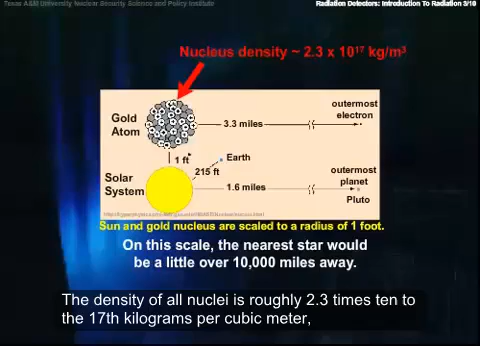 Texas A&M University Nuclear Security Science and Policy Institute
Radiation Detectors: Introduction To Radiation 3/10
Nucleus density ~ 2.3 x 10¹⁷ kg/m³
Gold
Atom
3.3 miles
outermost
electron
1 ft
215 ft
Earth
Solar
System
1.6 miles
outermost
planet
Pluto
Sun and gold nucleus are scaled to a radius of 1 foot.
On this scale, the nearest star would
be a little over 10,000 miles away.
The density of all nuclei is roughly 2.3 times ten to
the 17th kilograms per cubic meter,